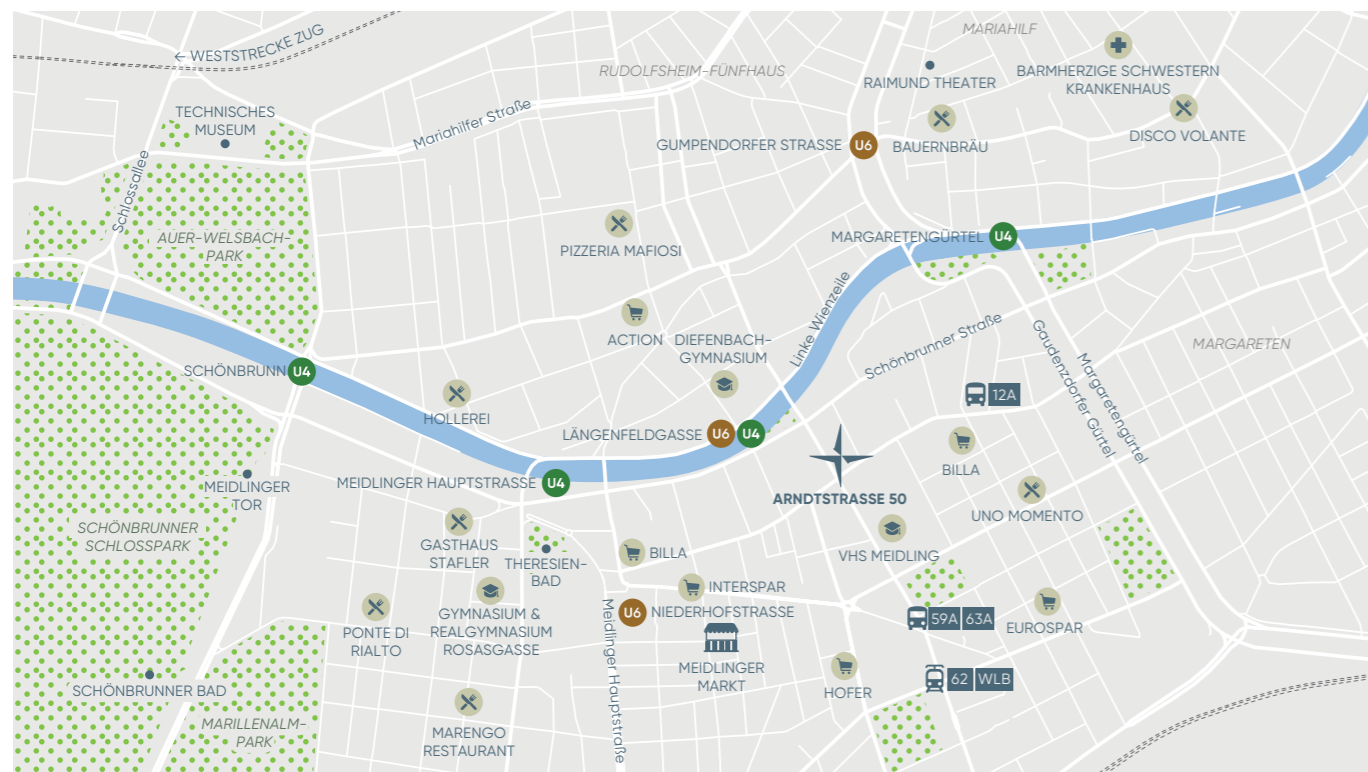 MARIAHILF
← WESTSTRECKE ZUG
RUDOLFSHEIM-FÜNFHAUS
RAIMUND THEATER
BARMHERZIGE SCHWESTERN
KRANKENHAUS
TECHNISCHES
MUSEUM
Mariahilfer Straße
GUMPENDORFER STRASSE U6
BAUERNBRÄU
DISCO VOLANTE
Schlossallee
AUER-WELSBACH-
PARK
PIZZERIA MAFIOSI
MARGARETENGÜRTEL U4
Linke Wienzeile
ACTION
DIEFENBACH-
GYMNASIUM
Schönbrunner Straße
Gaudenzdorfer Gürtel
Margaretengürtel
MARGARETEN
SCHÖNBRUNN U4
12A
HOLLEREI
LÄNGENFELDGASSE U6 U4
BILLA
MEIDLINGER HAUPTSTRASSE U4
MEIDLINGER
TOR
ARNDTSTRASSE 50
UNO MOMENTO
SCHÖNBRUNNER
SCHLOSSPARK
GASTHAUS
STAFLER
THERESIEN-
BAD
BILLA
VHS MEIDLING
INTERSPAR
GYMNASIUM &
REALGYMNASIUM
ROSASGASSE
U6 NIEDERHOFSTRASSE
59A 63A
EUROSPAR
PONTE DI
RIALTO
Meidlinger Hauptstraße
MEIDLINGER
MARKT
HOFER
62 WLB
SCHÖNBRUNNER BAD
MARILLENALM-
PARK
MARENGO
RESTAURANT